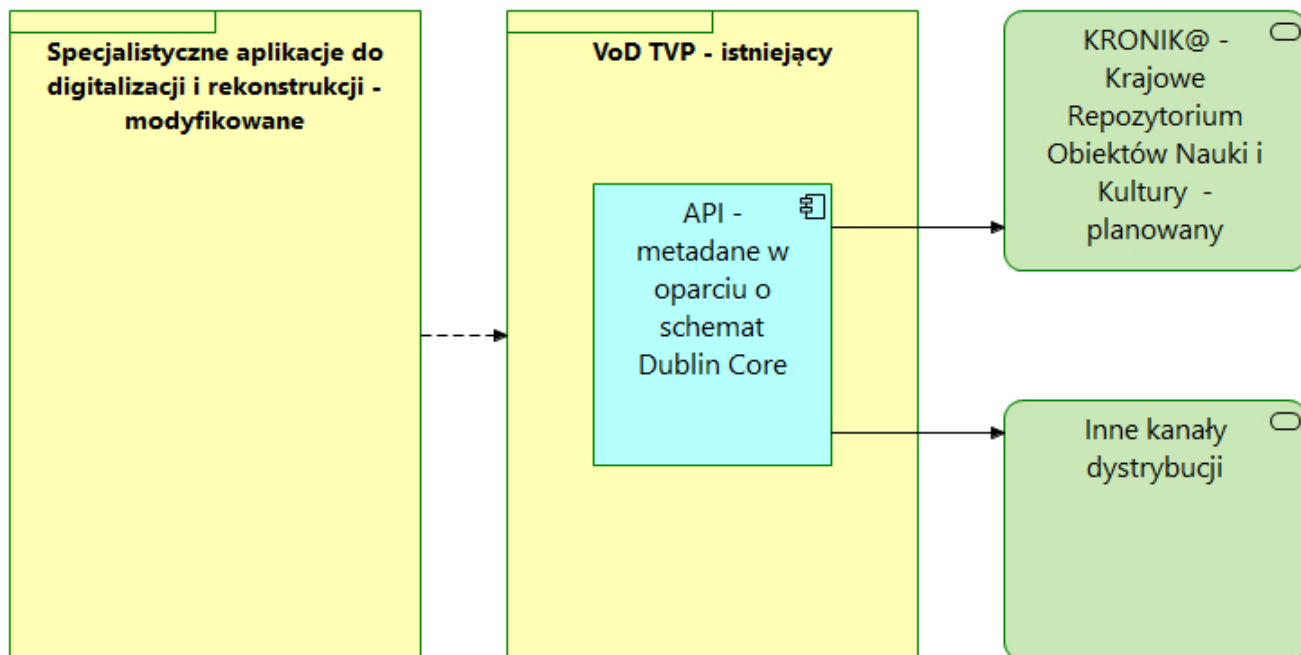 Specjalistyczne aplikacje do
digitalizacji i rekonstrukcji -
modyfikowane
VoD TVP - istniejący
API -
metadane w
oparciu o
schemat
Dublin Core
KRONIK@ -
Krajowe
Repozytorium
Obiektów Nauki i
Kultury -
planowany
Inne kanały
dystrybucji